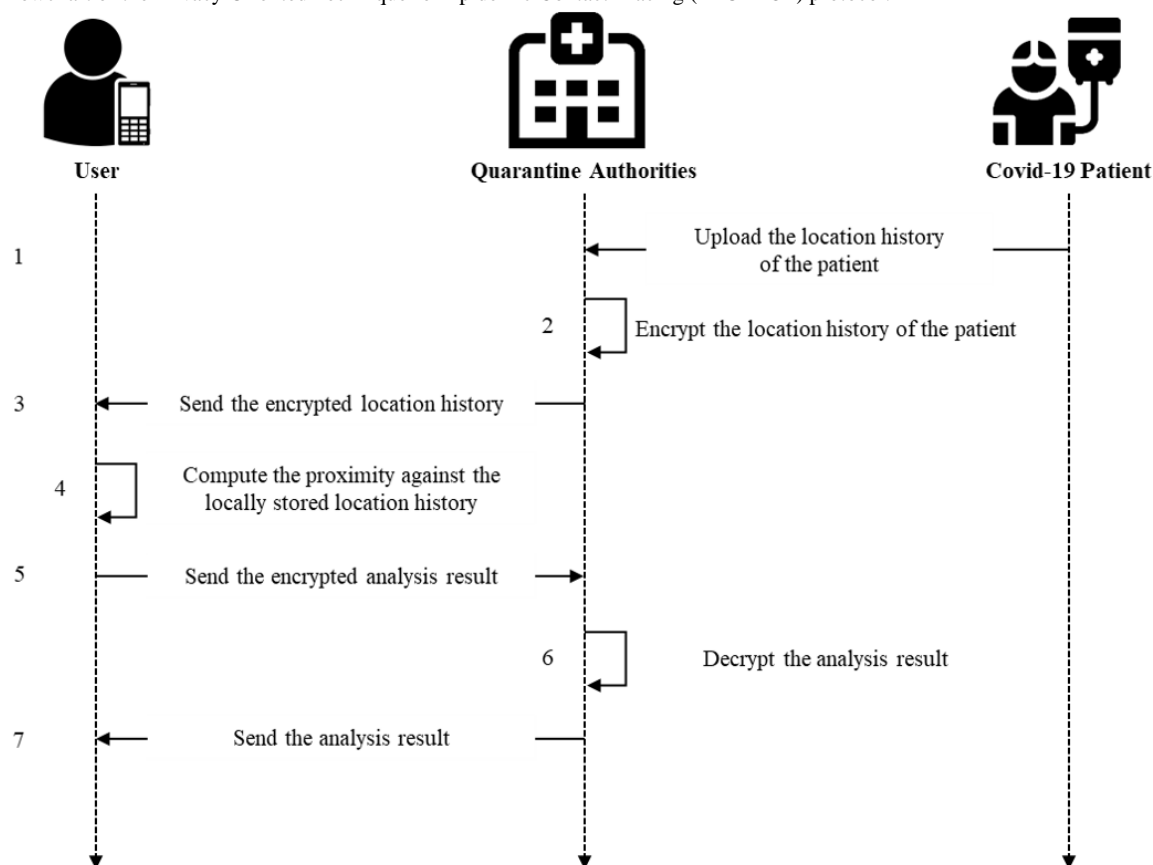 User
Quarantine Authorities
Covid-19 Patient
1
Upload the location history
of the patient
2
Encrypt the location history of the patient
3
Send the encrypted location history
4
Compute the proximity against the
locally stored location history
5
Send the encrypted analysis result
6
Decrypt the analysis result
7
Send the analysis result